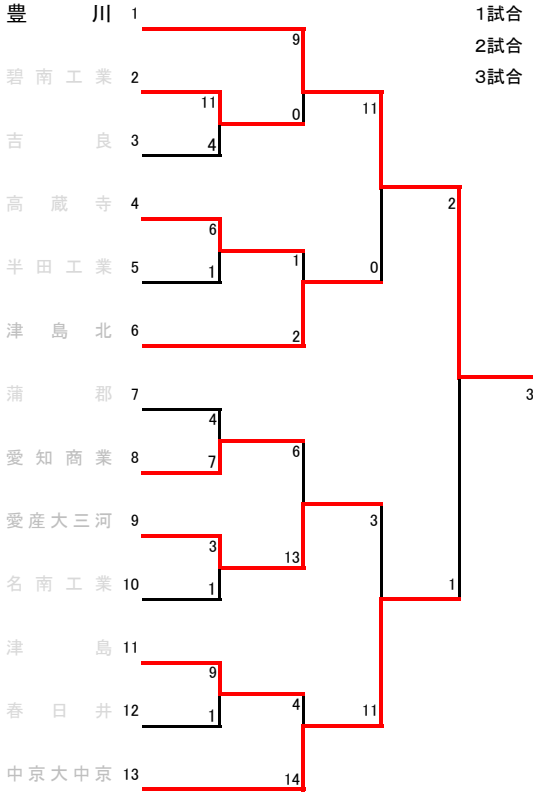 豊川 1
1試合
9
2試合
碧南工業 2
3試合
11
11
0
吉良 3
4
高蔵寺 4
2
6
半田工業 5
1
1
0
津島北 6
2
蒲郡 7
3
4
愛知商業 8
7
6
愛産大三河 9
3
3
13
名南工業 10
1
1
津島 11
9
春日井 12
1
4
11
中京大中京 13
14